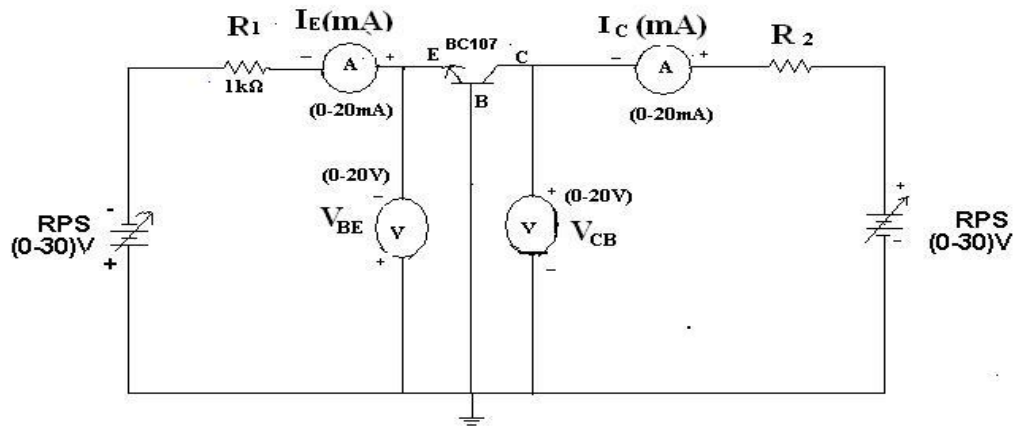 R1
IE(mA)
BC107
IC(mA)
R 2
− A +
E
C
− A +
1kΩ
B
(0-20mA)
(0-20mA)
(0-20V)
−
+
(0-20V)
+
-
VBE
V
V
VCB
RPS
(0-30)V
RPS
(0-30)V
+
+
−
−